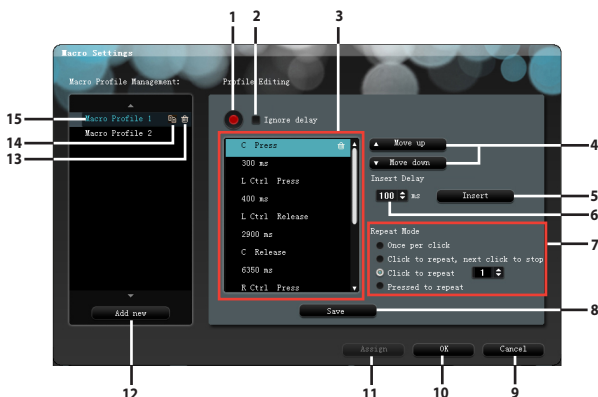 1 2 3
Macro Settings
Macro Profile Management: Profile Editing
15 Macro Profile 1
14 Macro Profile 2
13
Ignore delay
C Press
300 ms
L Ctrl Press
400 ms
L Ctrl Release
2900 ms
C Release
6350 ms
R Ctrl Press
Move up 4
Move down
Insert Delay
100 ms Insert 5
6
Repeat Mode 7
Once per click
Click to repeat, next click to stop
Click to repeat 1
Pressed to repeat
Add new Save 8
Assign OK Cancel
12 11 10 9